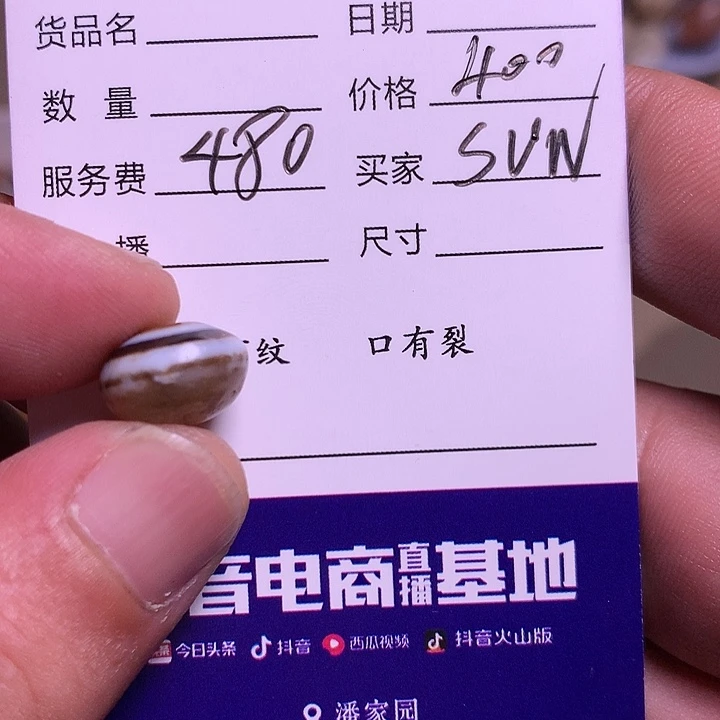 货品名 日期
数 量 价格 400
服务费 480 买家 SUN
播 尺寸
纹 口有裂
音电商直播基地
今日头条 抖音 西瓜视频 抖音火山版
潘家园